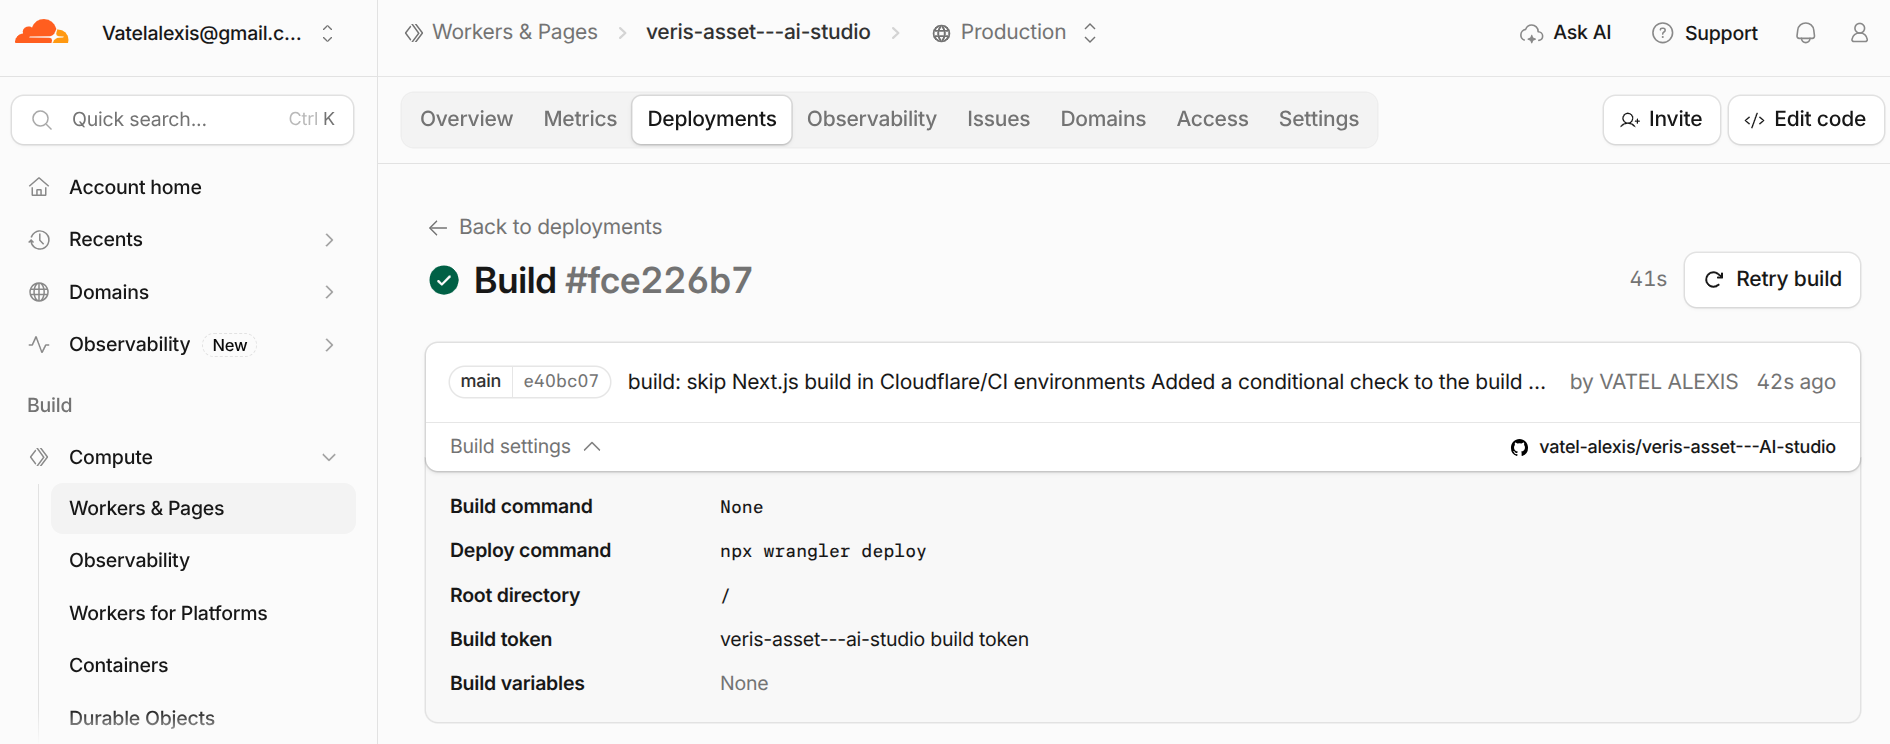 Vatelalexis@gmail.c...
Workers & Pages
veris-asset---ai-studio
Production
Ask AI
Support
Quick search...
Ctrl K
Overview
Metrics
Deployments
Observability
Issues
Domains
Access
Settings
Invite
</> Edit code
Account home
Recents
Domains
Observability New
Build
Compute
Workers & Pages
Observability
Workers for Platforms
Containers
Durable Objects
Back to deployments
Build #fce226b7
41s
Retry build
main e40bc07 build: skip Next.js build in Cloudflare/CI environments Added a conditional check to the build ... by VATEL ALEXIS 42s ago
Build settings
vatel-alexis/veris-asset---AI-studio
Build command None
Deploy command npx wrangler deploy
Root directory /
Build token veris-asset---ai-studio build token
Build variables None